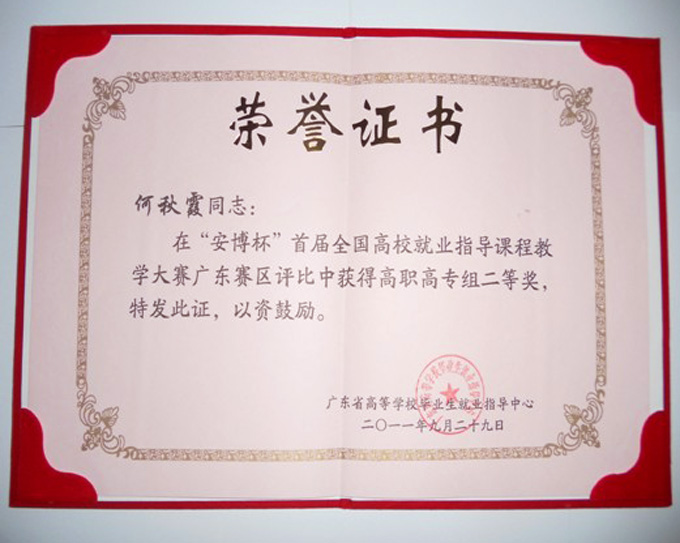 荣誉证书
何秋霞同志：
在“安博杯”首届全国高校就业指导课程教
学大赛广东赛区评比中获得高职高专组二等奖，
特发此证，以资鼓励。
广东省高等学校毕业生就业指导中心
二〇一一年九月二十九日